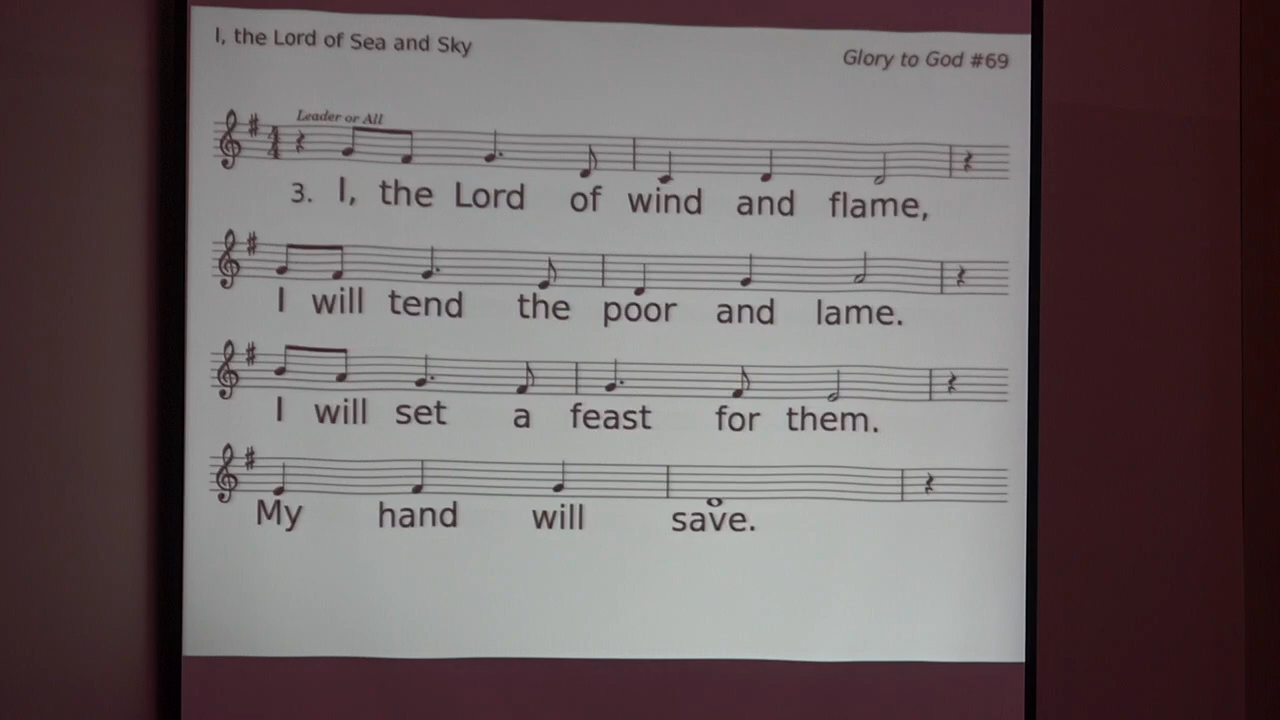 I, the Lord of Sea and Sky
Glory to God #69
Leader or All
3. I, the Lord of wind and flame,
I will tend the poor and lame.
I will set a feast for them.
My hand will save.